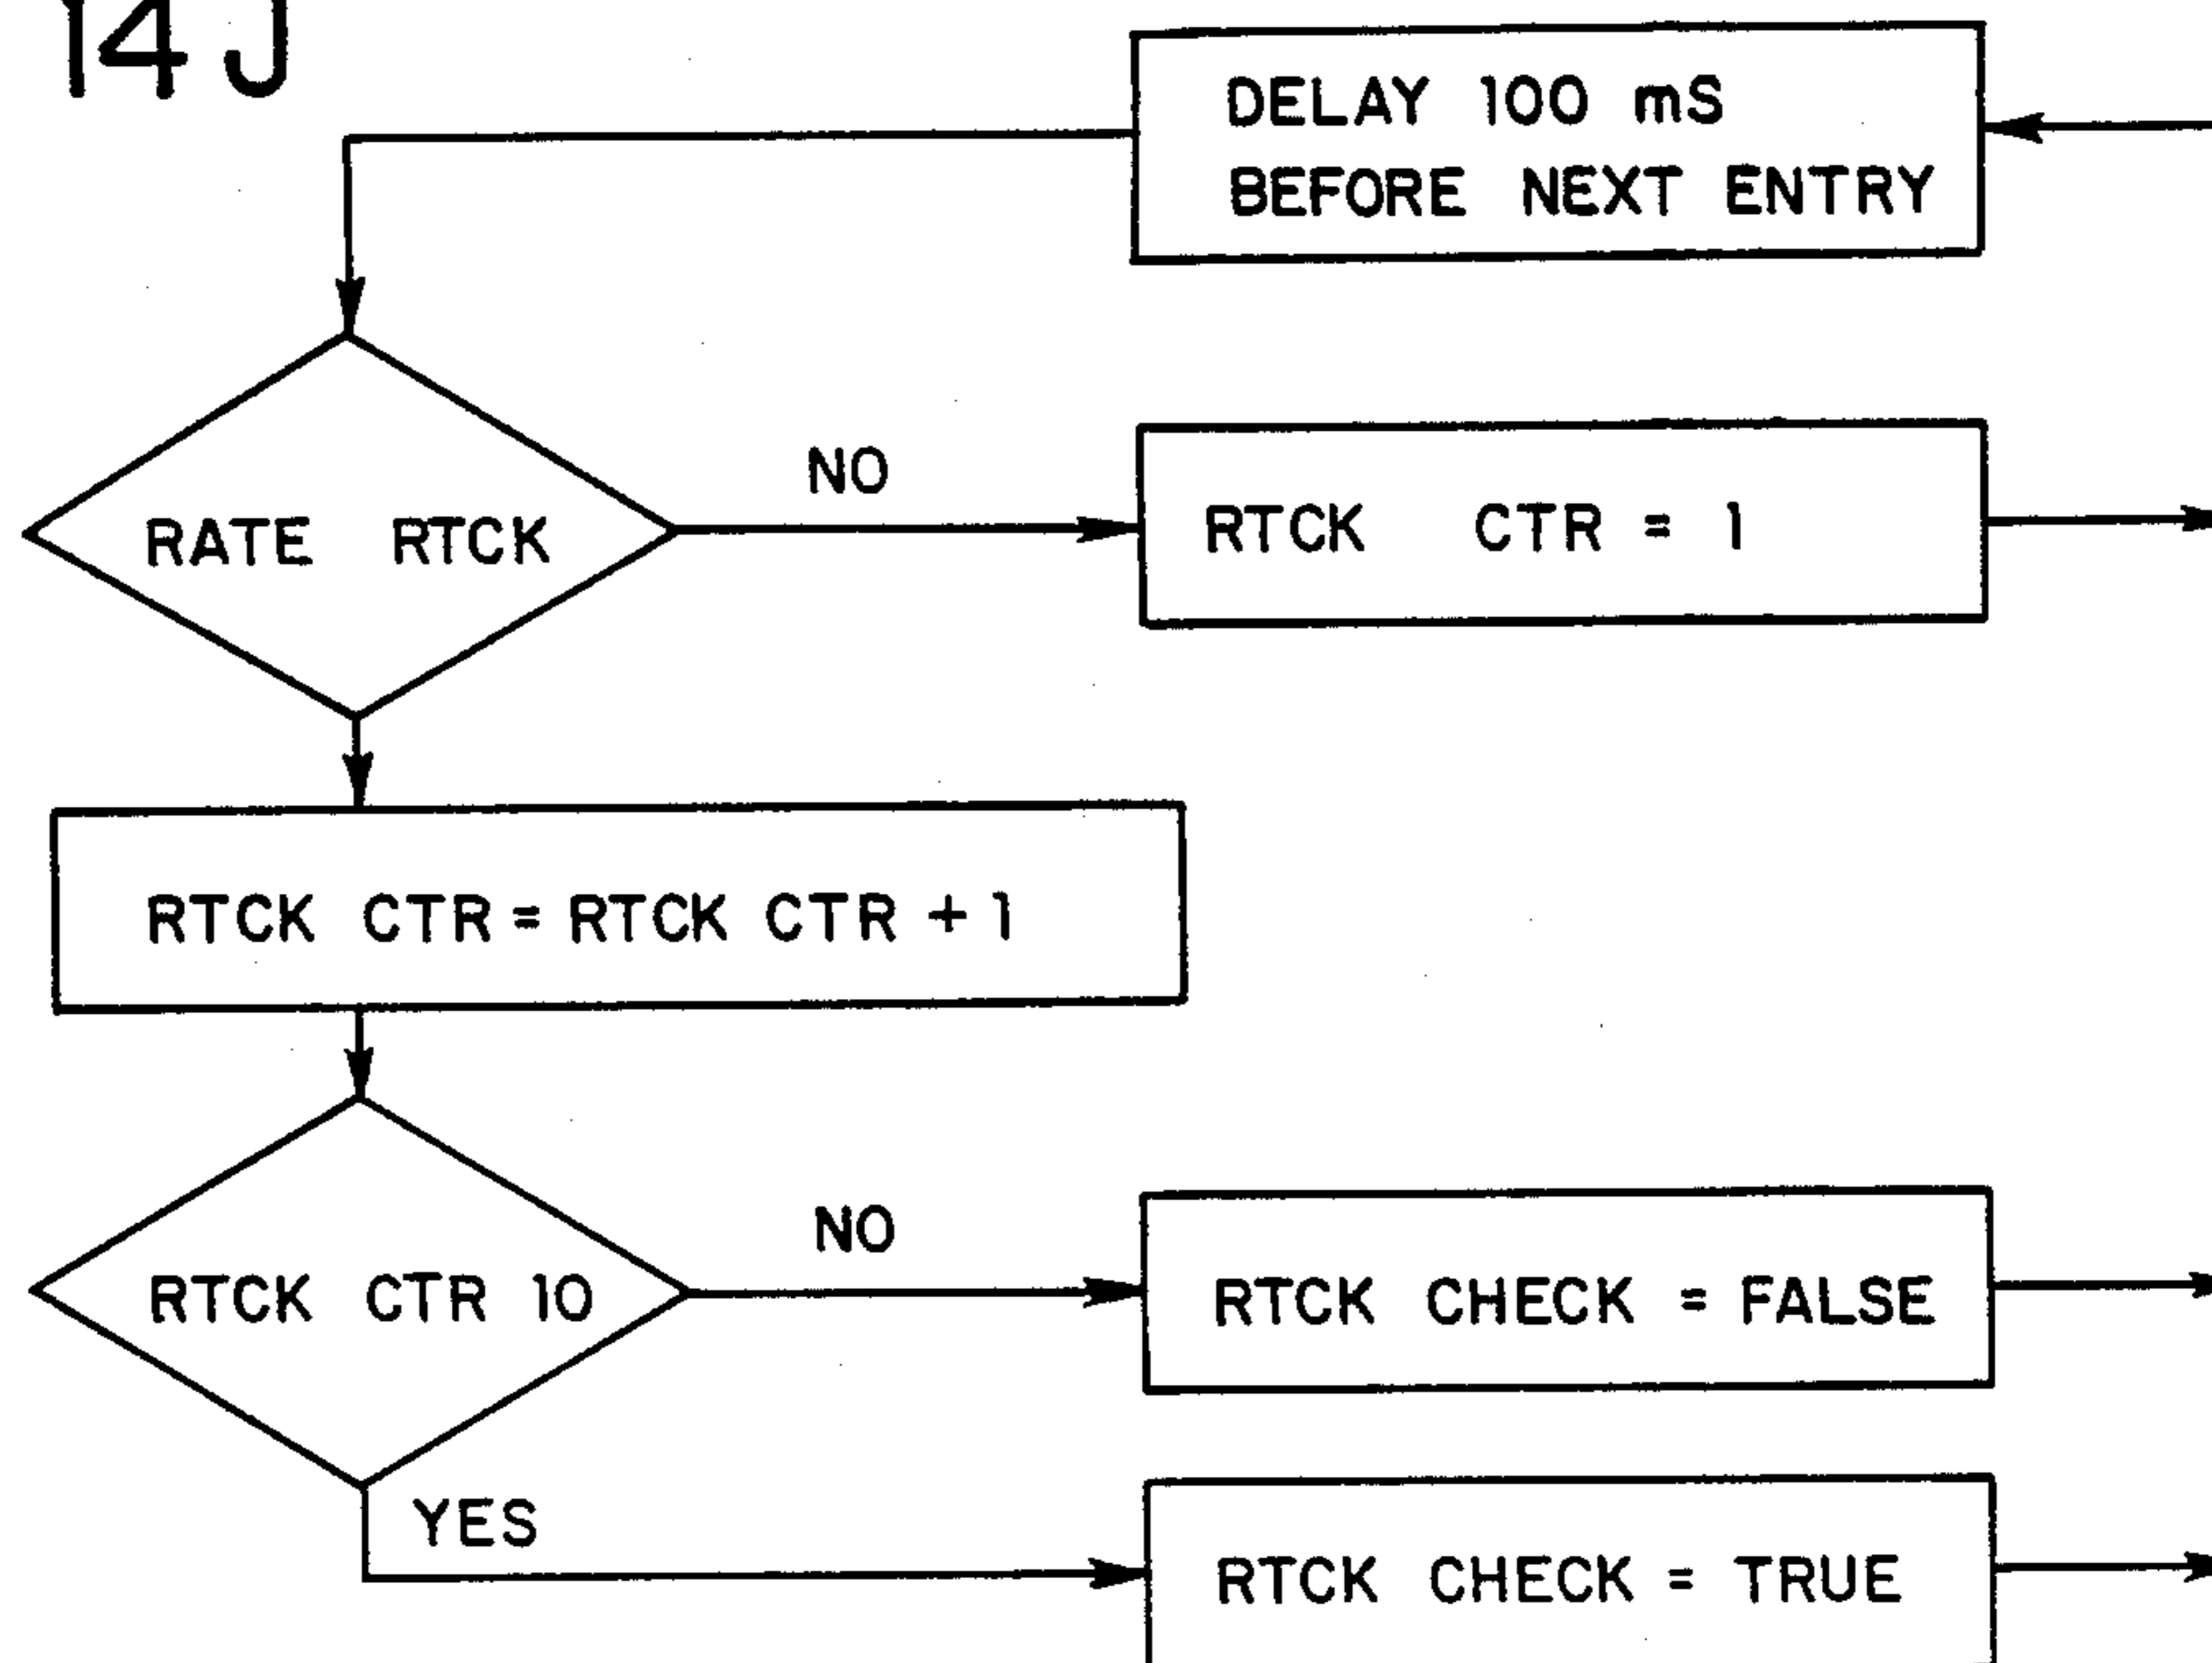 14 J
DELAY 100 mS
BEFORE NEXT ENTRY
NO
RATE RTCK
RTCK CTR = 1
RTCK CTR = RTCK CTR + 1
NO
RTCK CTR 10
RTCK CHECK = FALSE
YES
RTCK CHECK = TRUE